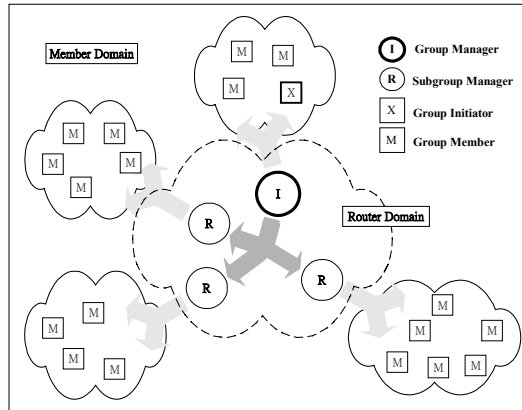 Member Domain
M M
M X
I Group Manager
R Subgroup Manager
X Group Initiator
M Group Member
M M
M M
M
I
R
Router Domain
R R
M
M
M M
M
M M
M M M